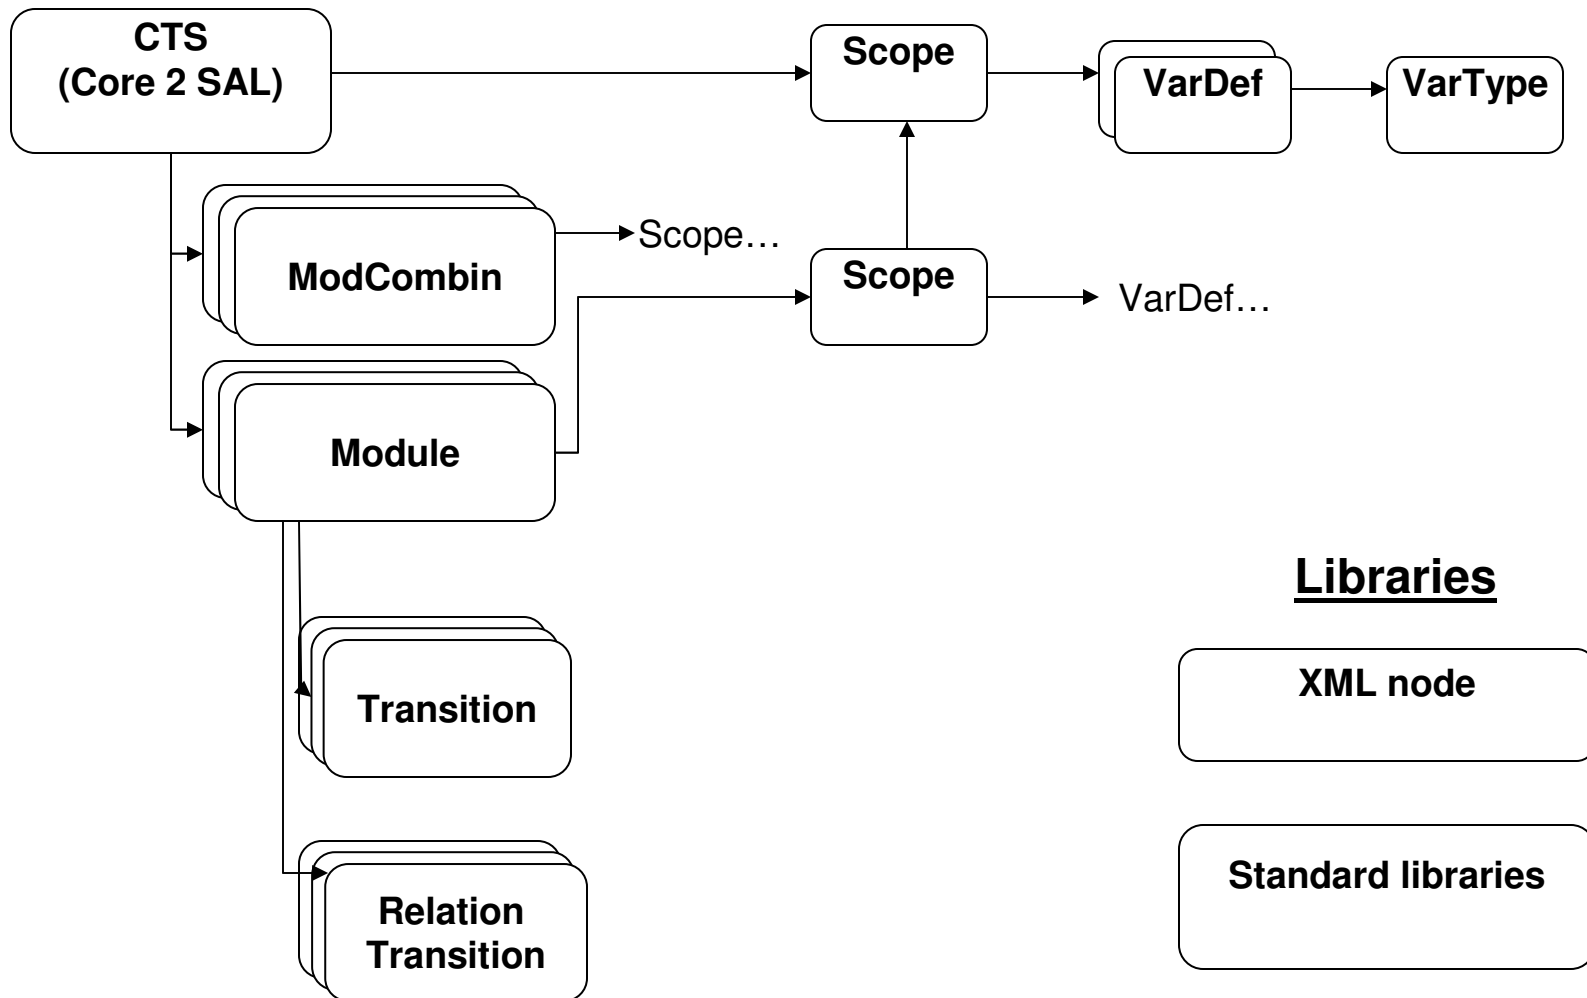 CTS
(Core 2 SAL)
Scope
VarDef
VarType
ModCombin
Scope…
Scope
VarDef…
Module
Libraries
XML node
Transition
Standard libraries
Relation
Transition